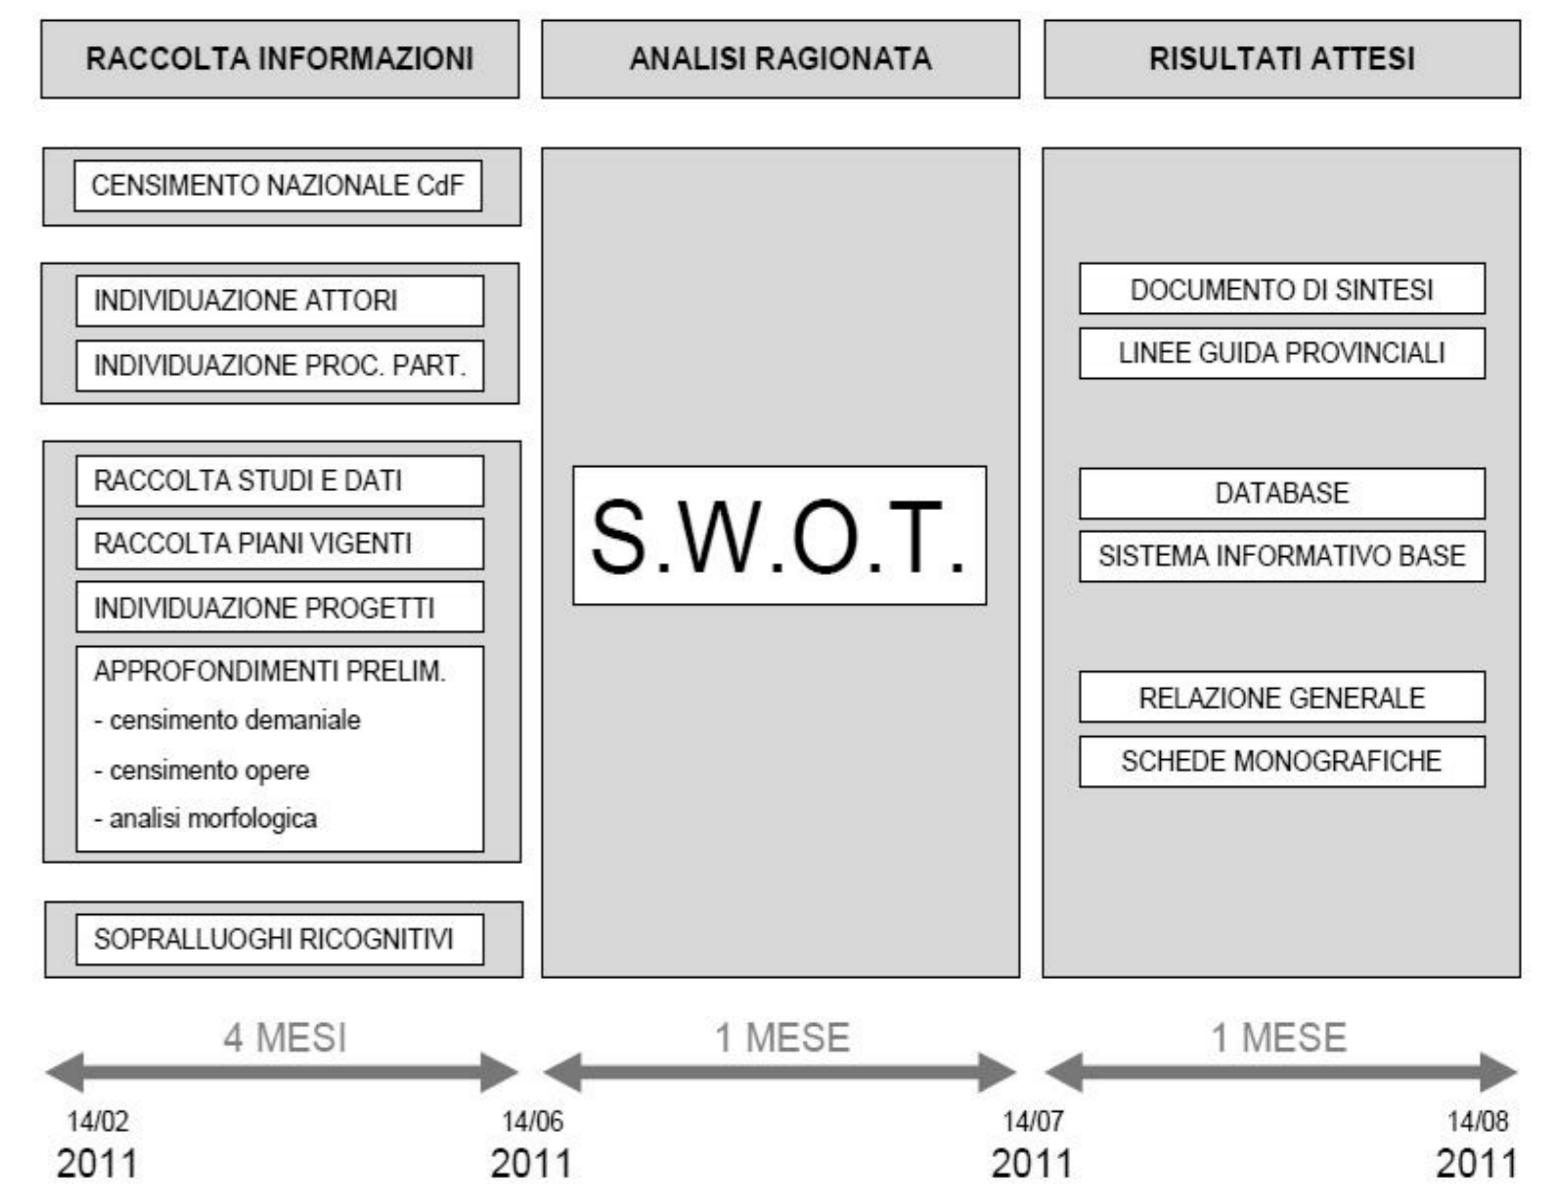 RACCOLTA INFORMAZIONI
CENSIMENTO NAZIONALE CdF
INDIVIDUAZIONE ATTORI
INDIVIDUAZIONE PROC. PART.
RACCOLTA STUDI E DATI
RACCOLTA PIANI VIGENTI
INDIVIDUAZIONE PROGETTI
APPROFONDIMENTI PRELIM.
- censimento demaniale
- censimento opere
- analisi morfologica
SOPRALLUOGHI RICOGNITIVI
ANALISI RAGIONATA
S.W.O.T.
RISULTATI ATTESI
DOCUMENTO DI SINTESI
LINEE GUIDA PROVINCIALI
DATABASE
SISTEMA INFORMATIVO BASE
RELAZIONE GENERALE
SCHEDE MONOGRAFICHE
4 MESI
1 MESE
1 MESE
14/02
2011
14/06
2011
14/07
2011
14/08
2011